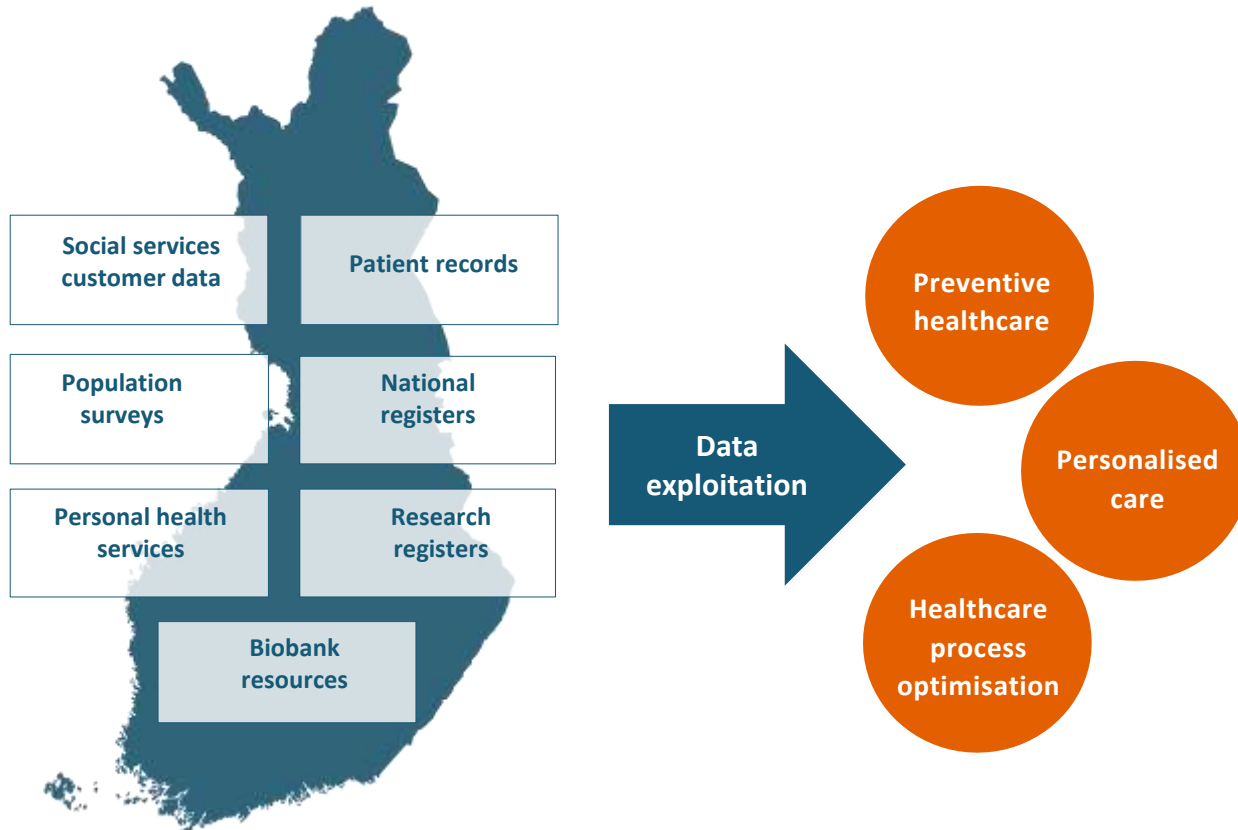 Social services
customer data
Patient records
Population
surveys
National
registers
Personal health
services
Research
registers
Biobank
resources
Data
exploitation
Preventive
healthcare
Personalised
care
Healthcare
process
optimisation